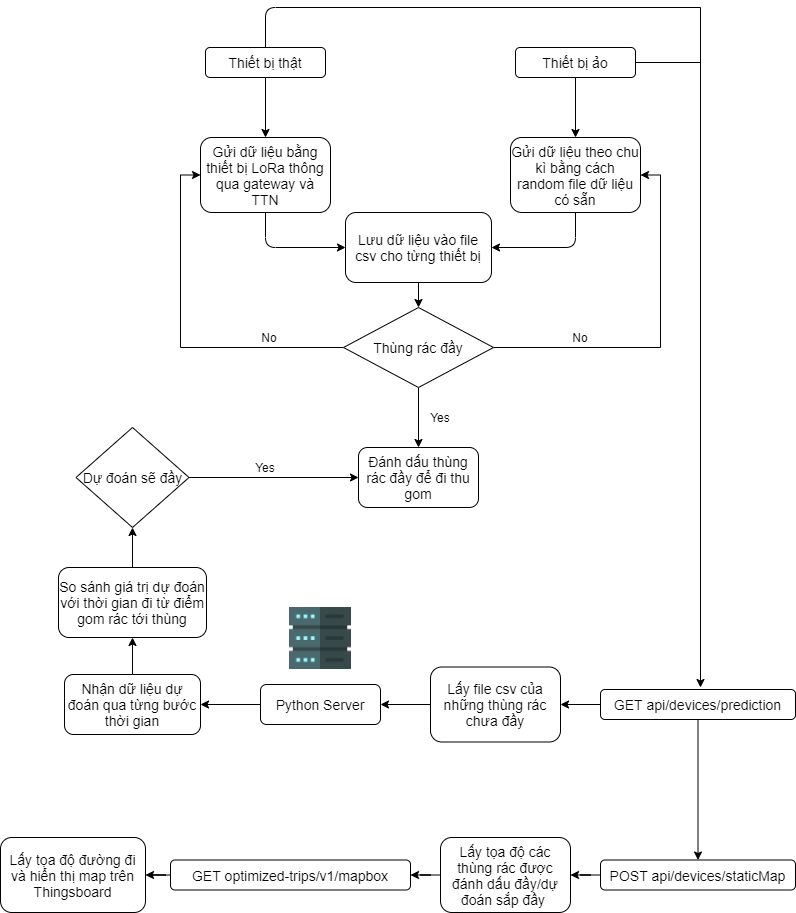 Thiết bị thật
Thiết bị ảo
Gửi dữ liệu bằng
thiết bị LoRa thông
qua gateway và
TTN
Gửi dữ liệu theo chu
kì bằng cách
random file dữ liệu
có sẵn
Lưu dữ liệu vào file
csv cho từng thiết bị
No
Thùng rác đầy
No
Yes
Dự đoán sẽ đầy
Yes
Đánh dấu thùng
rác đầy để đi thu
gom
So sánh giá trị dự đoán
với thời gian đi từ điểm
gom rác tới thùng
Nhận dữ liệu dự
đoán qua từng bước
thời gian
Python Server
Lấy file csv của
những thùng rác
chưa đầy
GET api/devices/prediction
Lấy tọa độ đường đi
và hiển thị map trên
Thingsboard
GET optimized-trips/v1/mapbox
Lấy tọa độ các
thùng rác được
đánh dấu đầy/dự
đoán sắp đầy
POST api/devices/staticMap